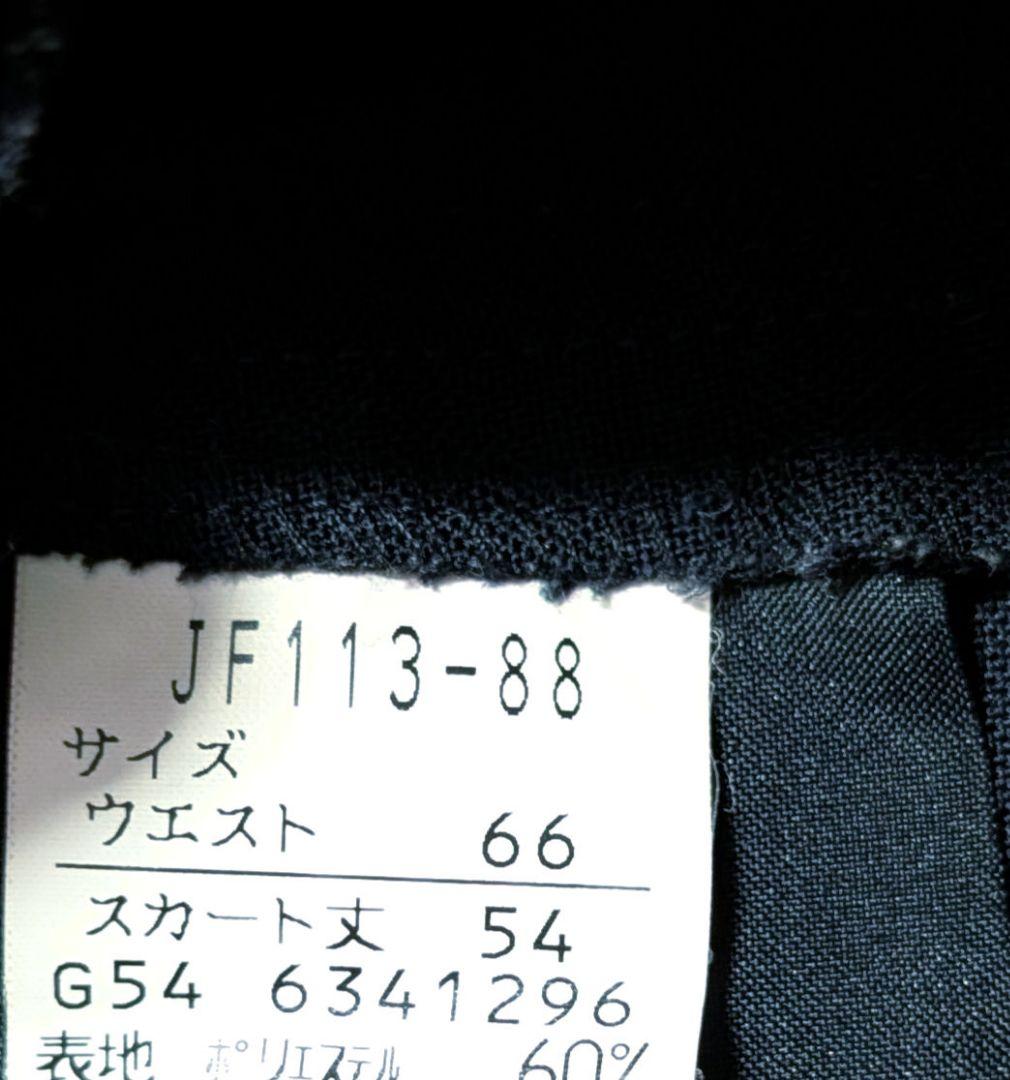 JF113-88
サイズ
ウエスト 66
スカート丈 54
G54 6341296
表地 ポリエステル 60%